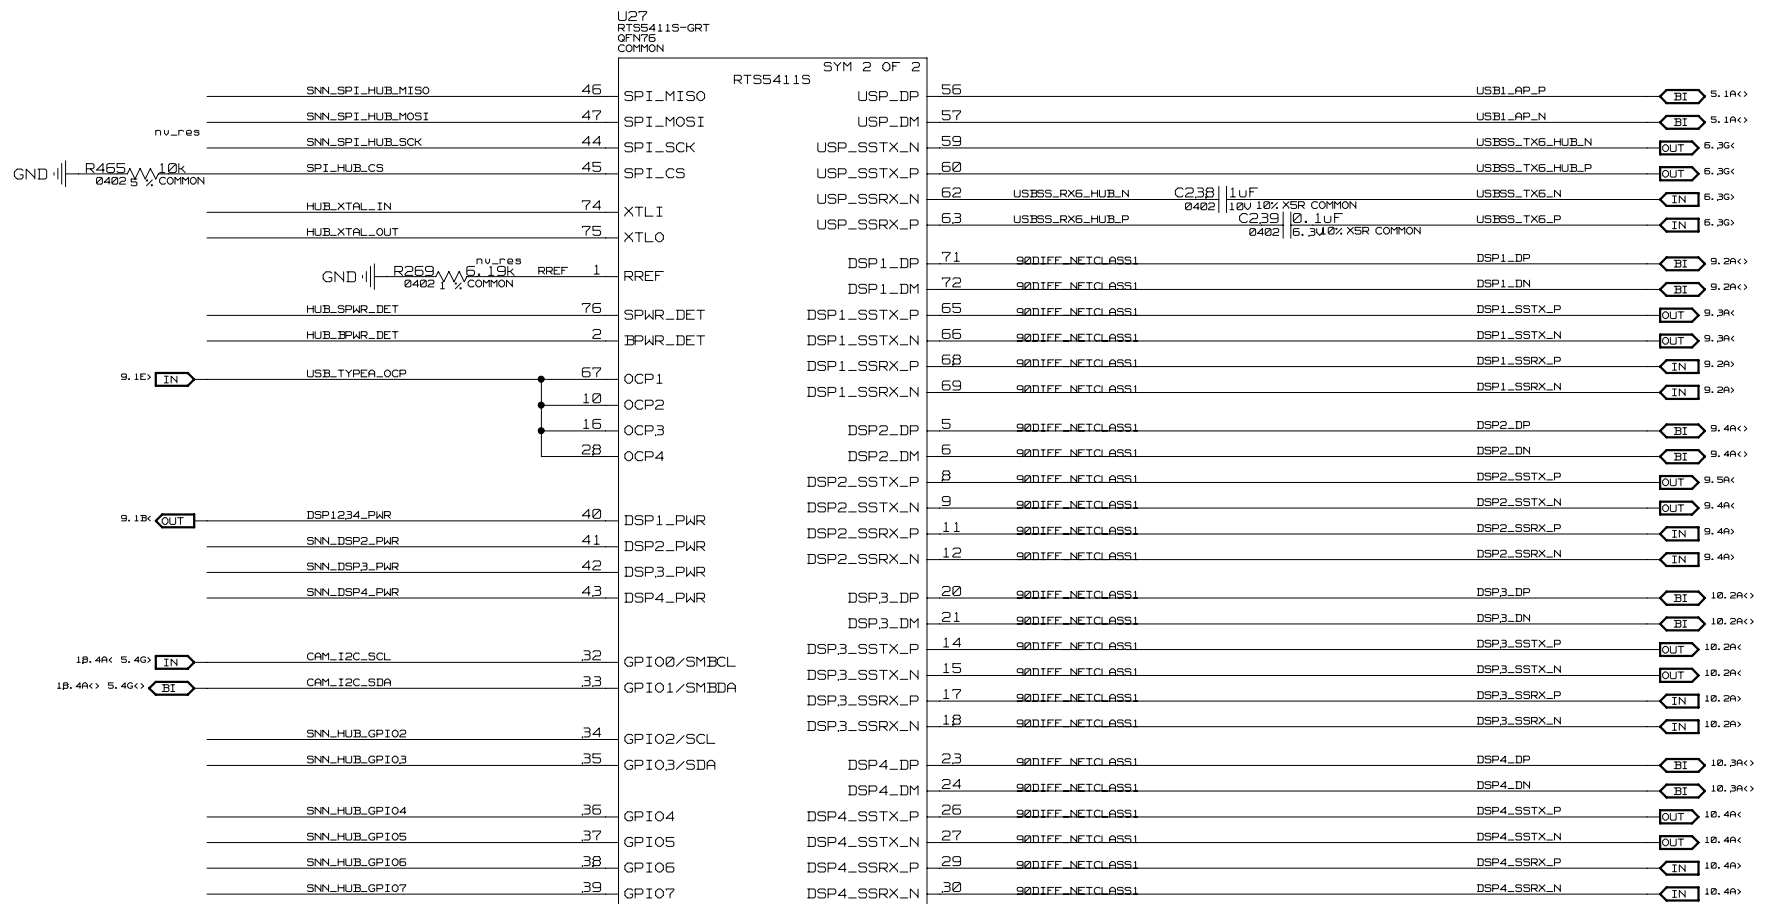 U27
RTS5411S-GRT
QFN76
COMMON
SYM 2 OF 2
RTS5411S
SNN_SPI_HUB_MISO 46 SPI_MISO USP_DP 56 USB1_AP_P BI 5.1A<>
SNN_SPI_HUB_MOSI 47 SPI_MOSI USP_DM 57 USB1_AP_N BI 5.1A<>
nv_res
SNN_SPI_HUB_SCK 44 SPI_SCK USP_SSTX_N 59 USBSS_TX6_HUB_N OUT 6.3G<
GND R465 10k SPI_HUB_CS 45 SPI_CS USP_SSTX_P 60 USBSS_TX6_HUB_P OUT 6.3G<
0402 5 % COMMON
USP_SSRX_N 62 USBSS_RX6_HUB_N C238 1uF USBSS_TX6_N IN 6.3G>
0402 10V 10% X5R COMMON
HUB_XTAL_IN 74 XTLI
USP_SSRX_P 63 USBSS_RX6_HUB_P C239 0.1uF USBSS_TX6_P IN 6.3G>
0402 6.3V10% X5R COMMON
HUB_XTAL_OUT 75 XTLO
DSP1_DP 71 90DIFF_NETCLASS1 DSP1_DP BI 9.2A<>
nv_res
GND R269 6.19k RREF 1 RREF
0402 1 % COMMON
DSP1_DM 72 90DIFF_NETCLASS1 DSP1_DN BI 9.2A<>
HUB_SPWR_DET 76 SPWR_DET DSP1_SSTX_P 65 90DIFF_NETCLASS1 DSP1_SSTX_P OUT 9.3A<
HUB_BPWR_DET 2 BPWR_DET DSP1_SSTX_N 66 90DIFF_NETCLASS1 DSP1_SSTX_N OUT 9.3A<
DSP1_SSRX_P 68 90DIFF_NETCLASS1 DSP1_SSRX_P IN 9.2A>
9.1E> IN USB_TYPEA_OCP 67 OCP1
DSP1_SSRX_N 69 90DIFF_NETCLASS1 DSP1_SSRX_N IN 9.2A>
10 OCP2
16 OCP3 DSP2_DP 5 90DIFF_NETCLASS1 DSP2_DP BI 9.4A<>
28 OCP4 DSP2_DM 6 90DIFF_NETCLASS1 DSP2_DN BI 9.4A<>
DSP2_SSTX_P 8 90DIFF_NETCLASS1 DSP2_SSTX_P OUT 9.5A<
DSP2_SSTX_N 9 90DIFF_NETCLASS1 DSP2_SSTX_N OUT 9.4A<
9.1B< OUT DSP1234_PWR 40 DSP1_PWR
DSP2_SSRX_P 11 90DIFF_NETCLASS1 DSP2_SSRX_P IN 9.4A>
SNN_DSP2_PWR 41 DSP2_PWR
DSP2_SSRX_N 12 90DIFF_NETCLASS1 DSP2_SSRX_N IN 9.4A>
SNN_DSP3_PWR 42 DSP3_PWR
SNN_DSP4_PWR 43 DSP4_PWR DSP3_DP 20 90DIFF_NETCLASS1 DSP3_DP BI 10.2A<>
DSP3_DM 21 90DIFF_NETCLASS1 DSP3_DN BI 10.2A<>
DSP3_SSTX_P 14 90DIFF_NETCLASS1 DSP3_SSTX_P OUT 10.2A<
5.4G> IN CAM_I2C_SCL 32 GPIO0/SMBCL
DSP3_SSTX_N 15 90DIFF_NETCLASS1 DSP3_SSTX_N OUT 10.2A<
5.4G<> BI CAM_I2C_SDA 33 GPIO1/SMBDA
DSP3_SSRX_P 17 90DIFF_NETCLASS1 DSP3_SSRX_P IN 10.2A>
DSP3_SSRX_N 18 90DIFF_NETCLASS1 DSP3_SSRX_N IN 10.2A>
SNN_HUB_GPIO2 34 GPIO2/SCL
SNN_HUB_GPIO3 35 GPIO3/SDA DSP4_DP 23 90DIFF_NETCLASS1 DSP4_DP BI 10.3A<>
DSP4_DM 24 90DIFF_NETCLASS1 DSP4_DN BI 10.3A<>
SNN_HUB_GPIO4 36 GPIO4 DSP4_SSTX_P 26 90DIFF_NETCLASS1 DSP4_SSTX_P OUT 10.4A<
SNN_HUB_GPIO5 37 GPIO5 DSP4_SSTX_N 27 90DIFF_NETCLASS1 DSP4_SSTX_N OUT 10.4A<
SNN_HUB_GPIO6 38 GPIO6 DSP4_SSRX_P 29 90DIFF_NETCLASS1 DSP4_SSRX_P IN 10.4A>
SNN_HUB_GPIO7 39 GPIO7 DSP4_SSRX_N 30 90DIFF_NETCLASS1 DSP4_SSRX_N IN 10.4A>